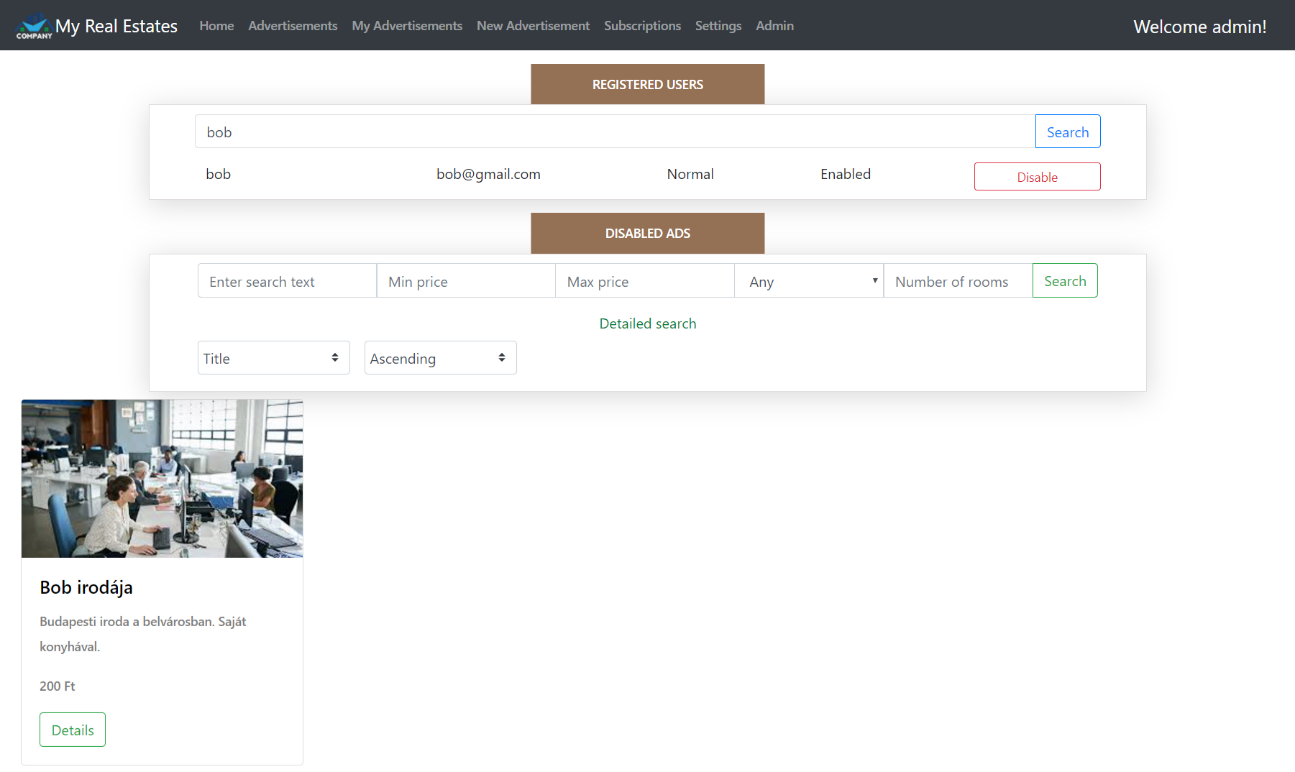 COMPANY My Real Estates Home Advertisements My Advertisements New Advertisement Subscriptions Settings Admin Welcome admin!
REGISTERED USERS
bob Search
bob bob@gmail.com Normal Enabled Disable
DISABLED ADS
Enter search text Min price Max price Any Number of rooms Search
Detailed search
Title Ascending
Bob irodája
Budapesti iroda a belvárosban. Saját
konyhával.
200 Ft
Details